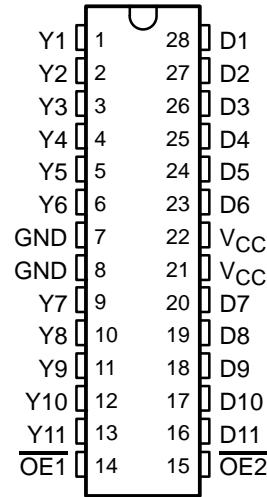 Y1 1 28 D1
Y2 2 27 D2
Y3 3 26 D3
Y4 4 25 D4
Y5 5 24 D5
Y6 6 23 D6
GND 7 22 VCC
GND 8 21 VCC
Y7 9 20 D7
Y8 10 19 D8
Y9 11 18 D9
Y10 12 17 D10
Y11 13 16 D11
O̅E̅1̅ 14 15 O̅E̅2̅